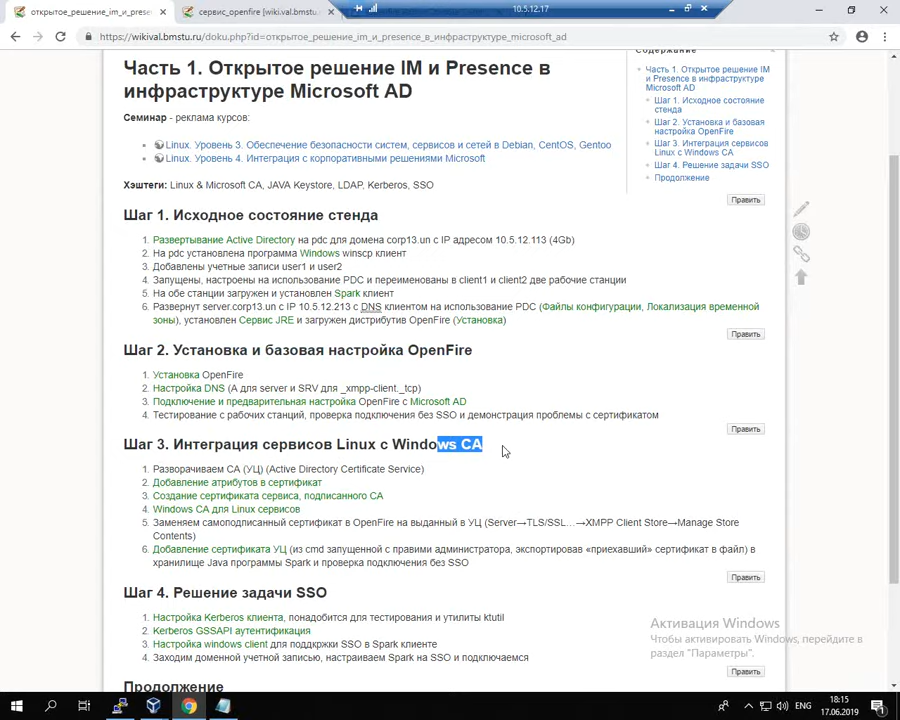 открытое_решение_im_и_presen
сервис_openfire [wiki.val.bmstu.ru
10.5.12.17
https://wikival.bmstu.ru/doku.php?id=открытое_решение_im_и_presence_в_инфраструктуре_microsoft_ad
Содержание
Часть 1. Открытое решение IM и Presence в
инфраструктуре Microsoft AD
Семинар - реклама курсов:
Linux. Уровень 3. Обеспечение безопасности систем, сервисов и сетей в Debian, CentOS, Gentoo
Linux. Уровень 4. Интеграция с корпоративными решениями Microsoft
Хэштеги: Linux & Microsoft CA, JAVA Keystore, LDAP, Kerberos, SSO
Часть 1. Открытое решение IM
и Presence в инфраструктуре
Microsoft AD
Шаг 1. Исходное состояние
стенда
Шаг 2. Установка и базовая
настройка OpenFire
Шаг 3. Интеграция сервисов
Linux с Windows CA
Шаг 4. Решение задачи SSO
Продолжение
Править
Шаг 1. Исходное состояние стенда
1. Развертывание Active Directory на pdc для домена corp13.un с IP адресом 10.5.12.113 (4Gb)
2. На pdc установлена программа Windows winscp клиент
3. Добавлены учетные записи user1 и user2
4. Запущены, настроены на использование PDC и переименованы в client1 и client2 две рабочие станции
5. На обе станции загружен и установлен Spark клиент
6. Развернут server.corp13.un с IP 10.5.12.213 с DNS клиентом на использование PDC (Файлы конфигурации, Локализация временной
зоны), установлен Сервис JRE и загружен дистрибутив OpenFire (Установка)
Править
Шаг 2. Установка и базовая настройка OpenFire
1. Установка OpenFire
2. Настройка DNS (A для server и SRV для _xmpp-client._tcp)
3. Подключение и предварительная настройка OpenFire с Microsoft AD
4. Тестирование с рабочих станций, проверка подключения без SSO и демонстрация проблемы с сертификатом
Править
Шаг 3. Интеграция сервисов Linux с Windows CA
1. Разворачиваем CA (УЦ) (Active Directory Certificate Service)
2. Добавление атрибутов в сертификат
3. Создание сертификата сервиса, подписанного CA
4. Windows CA для Linux сервисов
5. Заменяем самоподписанный сертификат в OpenFire на выданный в УЦ (Server→TLS/SSL...→XMPP Client Store→Manage Store
Contents)
6. Добавление сертификата УЦ (из cmd запущенной с правими администратора, экспортировав «приехавший» сертификат в файл) в
хранилище Java программы Spark и проверка подключения без SSO
Править
Шаг 4. Решение задачи SSO
1. Настройка Kerberos клиента, понадобится для тестирования и утилиты ktutil
2. Kerberos GSSAPI аутентификация
3. Настройка windows client для поддкржки SSO в Spark клиенте
4. Заходим доменной учетной записью, настраиваем Spark на SSO и подключаемся
Править
Продолжение
Активация Windows
Чтобы активировать Windows, перейдите в
раздел "Параметры".
ENG
18:15
17.06.2019
1